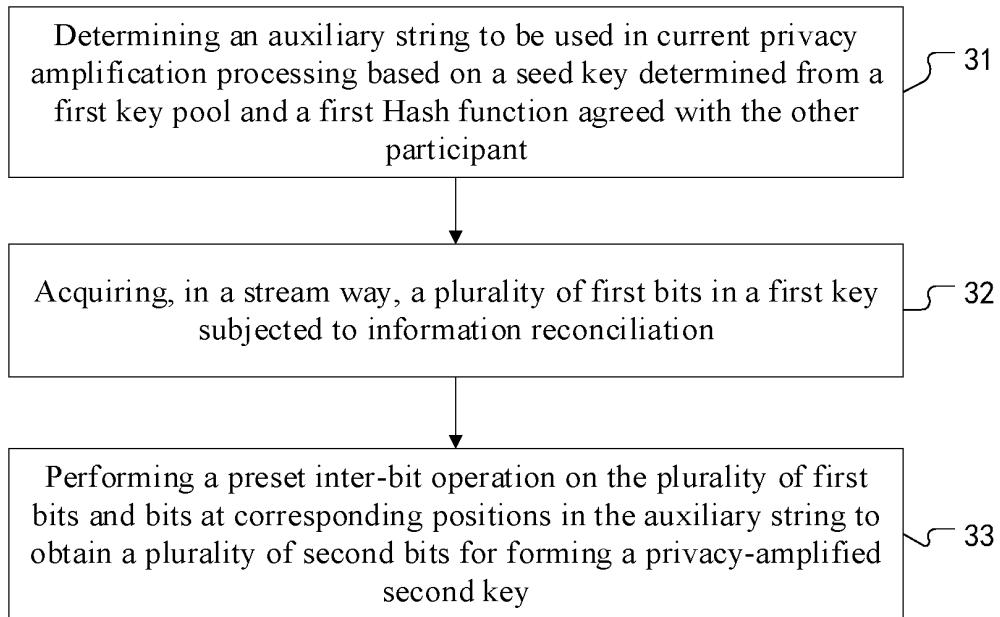 Determining an auxiliary string to be used in current privacy
amplification processing based on a seed key determined from a
first key pool and a first Hash function agreed with the other
participant
31
Acquiring, in a stream way, a plurality of first bits in a first key
subjected to information reconciliation
32
Performing a preset inter-bit operation on the plurality of first
bits and bits at corresponding positions in the auxiliary string to
obtain a plurality of second bits for forming a privacy-amplified
second key
33